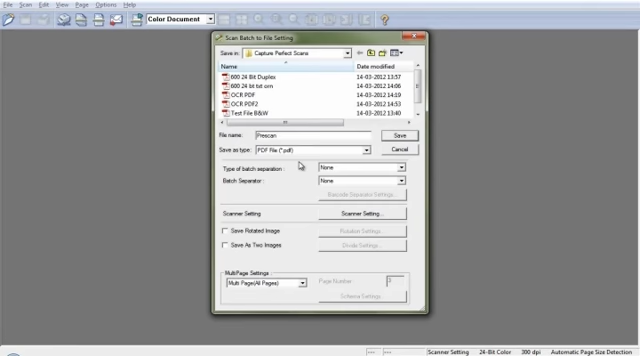 File Scan Edit View Page Options Help
Color Document
Scan Batch to File Setting
Save in: Capture Perfect Scans
Name Date modified
600 24 Bit Duplex 14-03-2012 13:57
600 24 bit txt orn 14-03-2012 14:06
OCR PDF 14-03-2012 14:19
OCR PDF2 14-03-2012 14:53
Test File B&W 14-03-2012 13:40
File name: Prescan Save
Save as type: PDF File (*.pdf) Cancel
Type of batch separation : None
Batch Separator : None
Barcode Separator Settings...
Scanner Setting Scanner Setting...
Save Rotated Image Rotation Settings...
Save As Two Images Divide Settings...
MultiPage Settings
Multi Page(All Pages) Page Number :
Schema Settings...
Scanner Setting 24-Bit Color 300 dpi Automatic Page Size Detection